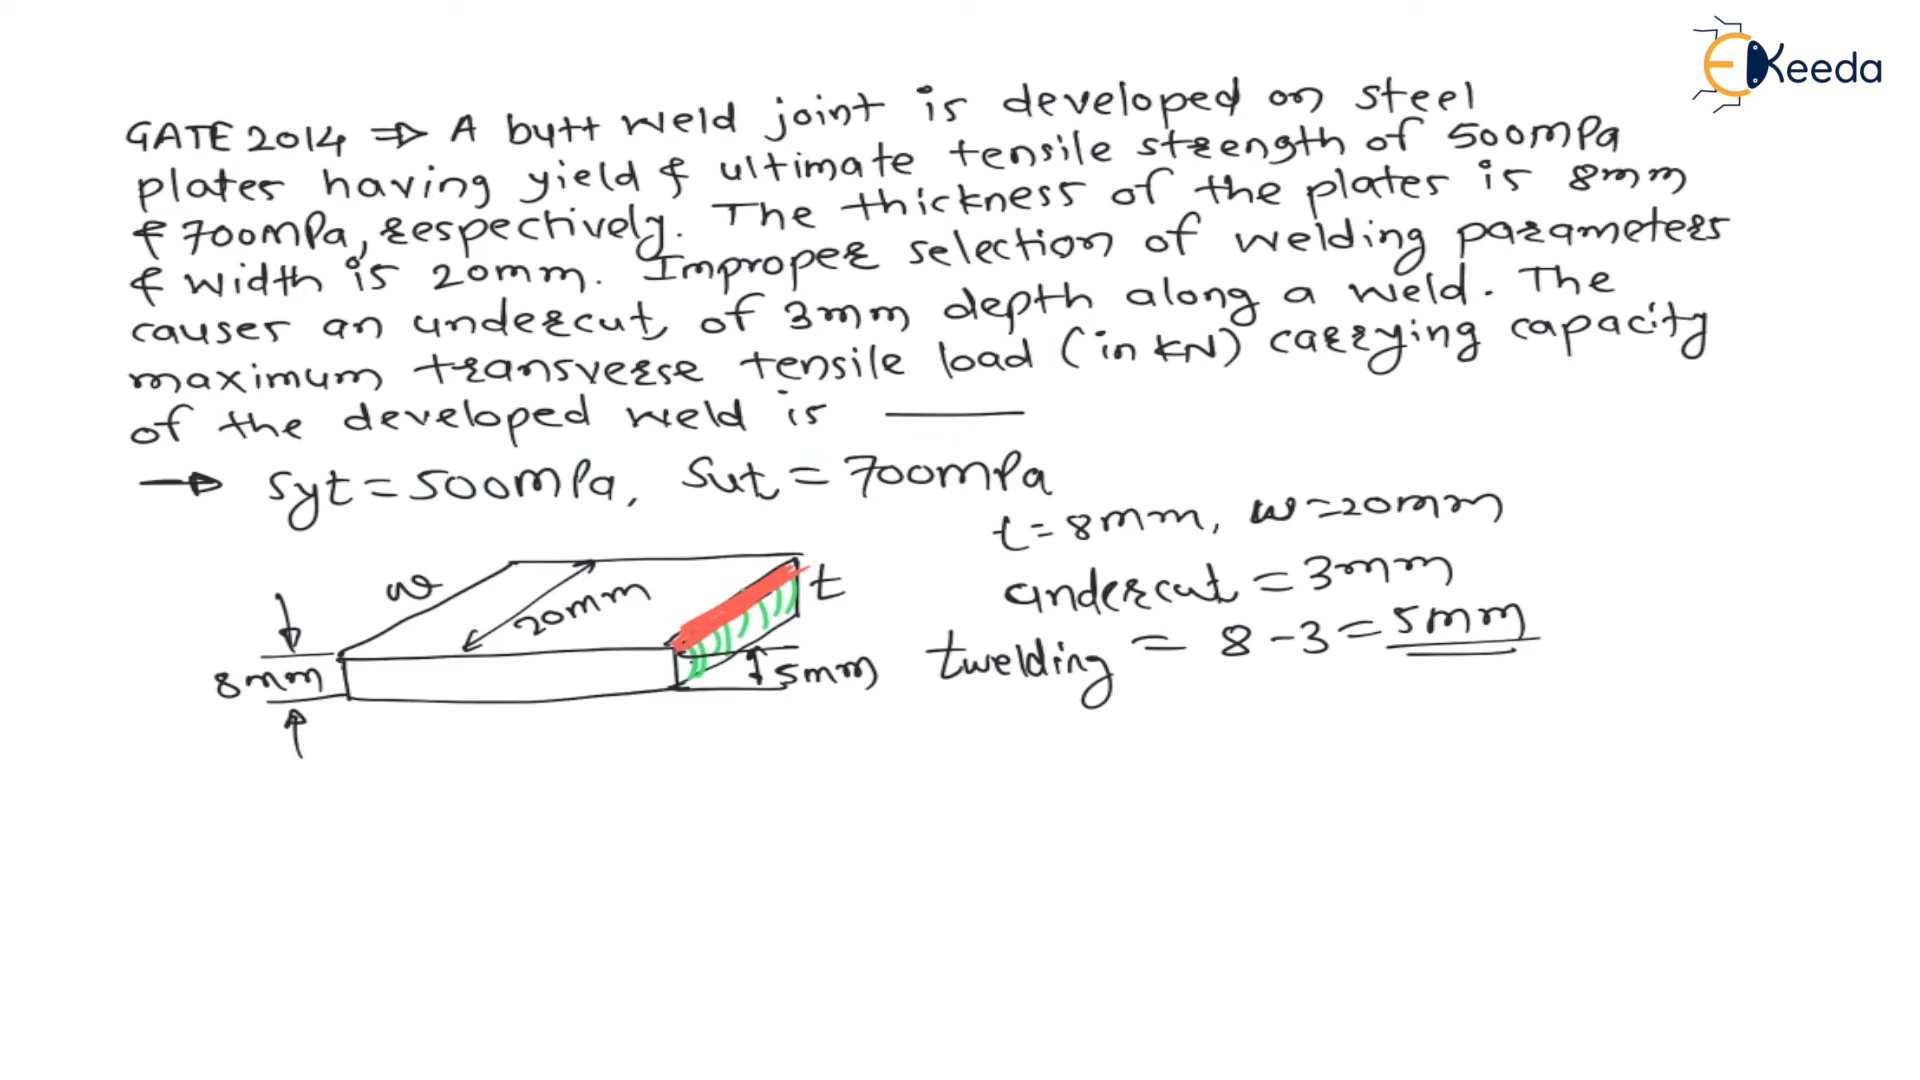 EKeeda
GATE 2014 ⇒ A butt weld joint is developed on steel
plates having yield & ultimate tensile strength of 500MPa
& 700MPa, respectively. The thickness of the plates is 8mm
& width is 20mm. Improper selection of welding parameters
causes an undercut of 3mm depth along a weld. The
maximum transverse tensile load (in KN) carrying capacity
of the developed weld is ____
→ Syt = 500MPa, Sut = 700MPa
t = 8mm, w = 20mm
undercut = 3mm
twelding = 8 - 3 = 5mm
w
20mm
t
8mm
5mm